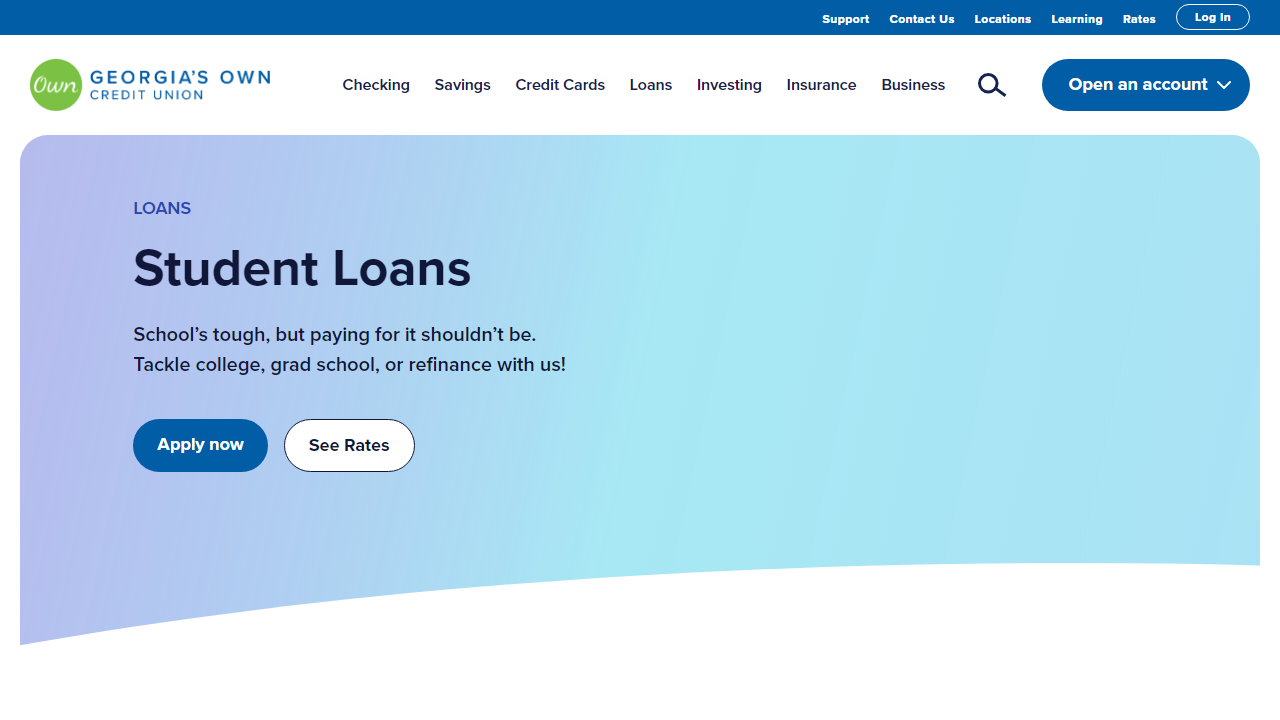 Support Contact Us Locations Learning Rates Log In
Own GEORGIA'S OWN
CREDIT UNION
Checking Savings Credit Cards Loans Investing Insurance Business Open an account
LOANS
Student Loans
School’s tough, but paying for it shouldn’t be.
Tackle college, grad school, or refinance with us!
Apply now See Rates